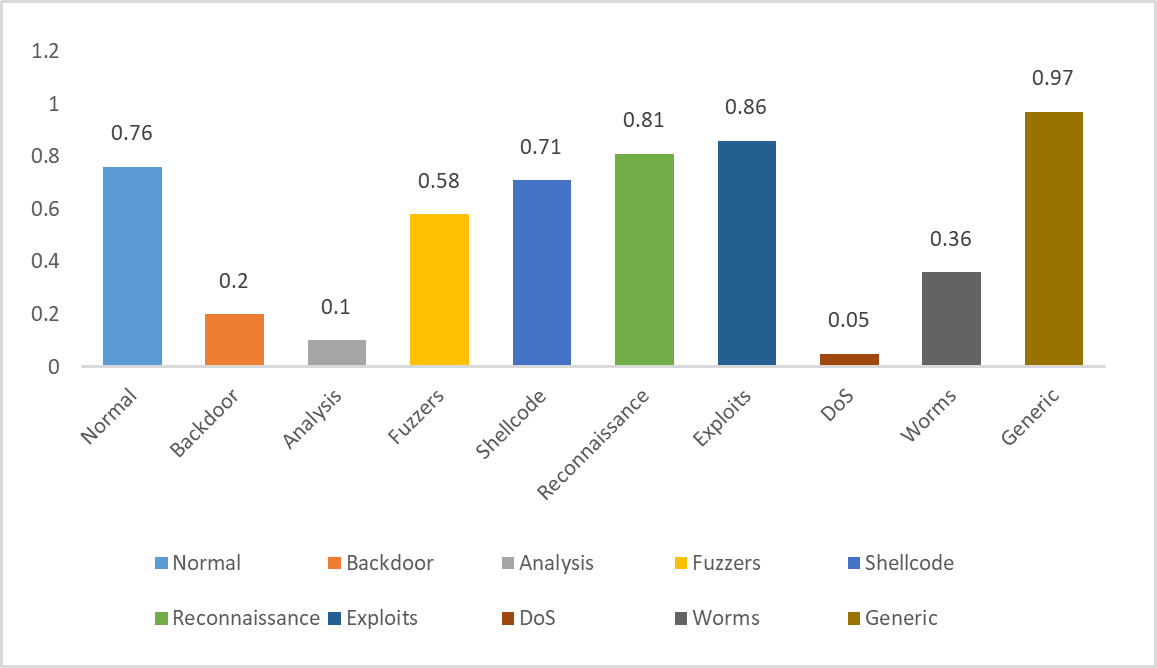 1.2
1
0.8
0.6
0.4
0.2
0
0.76
0.2
0.1
0.58
0.71
0.81
0.86
0.05
0.36
0.97
Normal
Backdoor
Analysis
Fuzzers
Shellcode
Reconnaissance
Exploits
DoS
Worms
Generic
Normal Backdoor Analysis Fuzzers Shellcode
Reconnaissance Exploits DoS Worms Generic